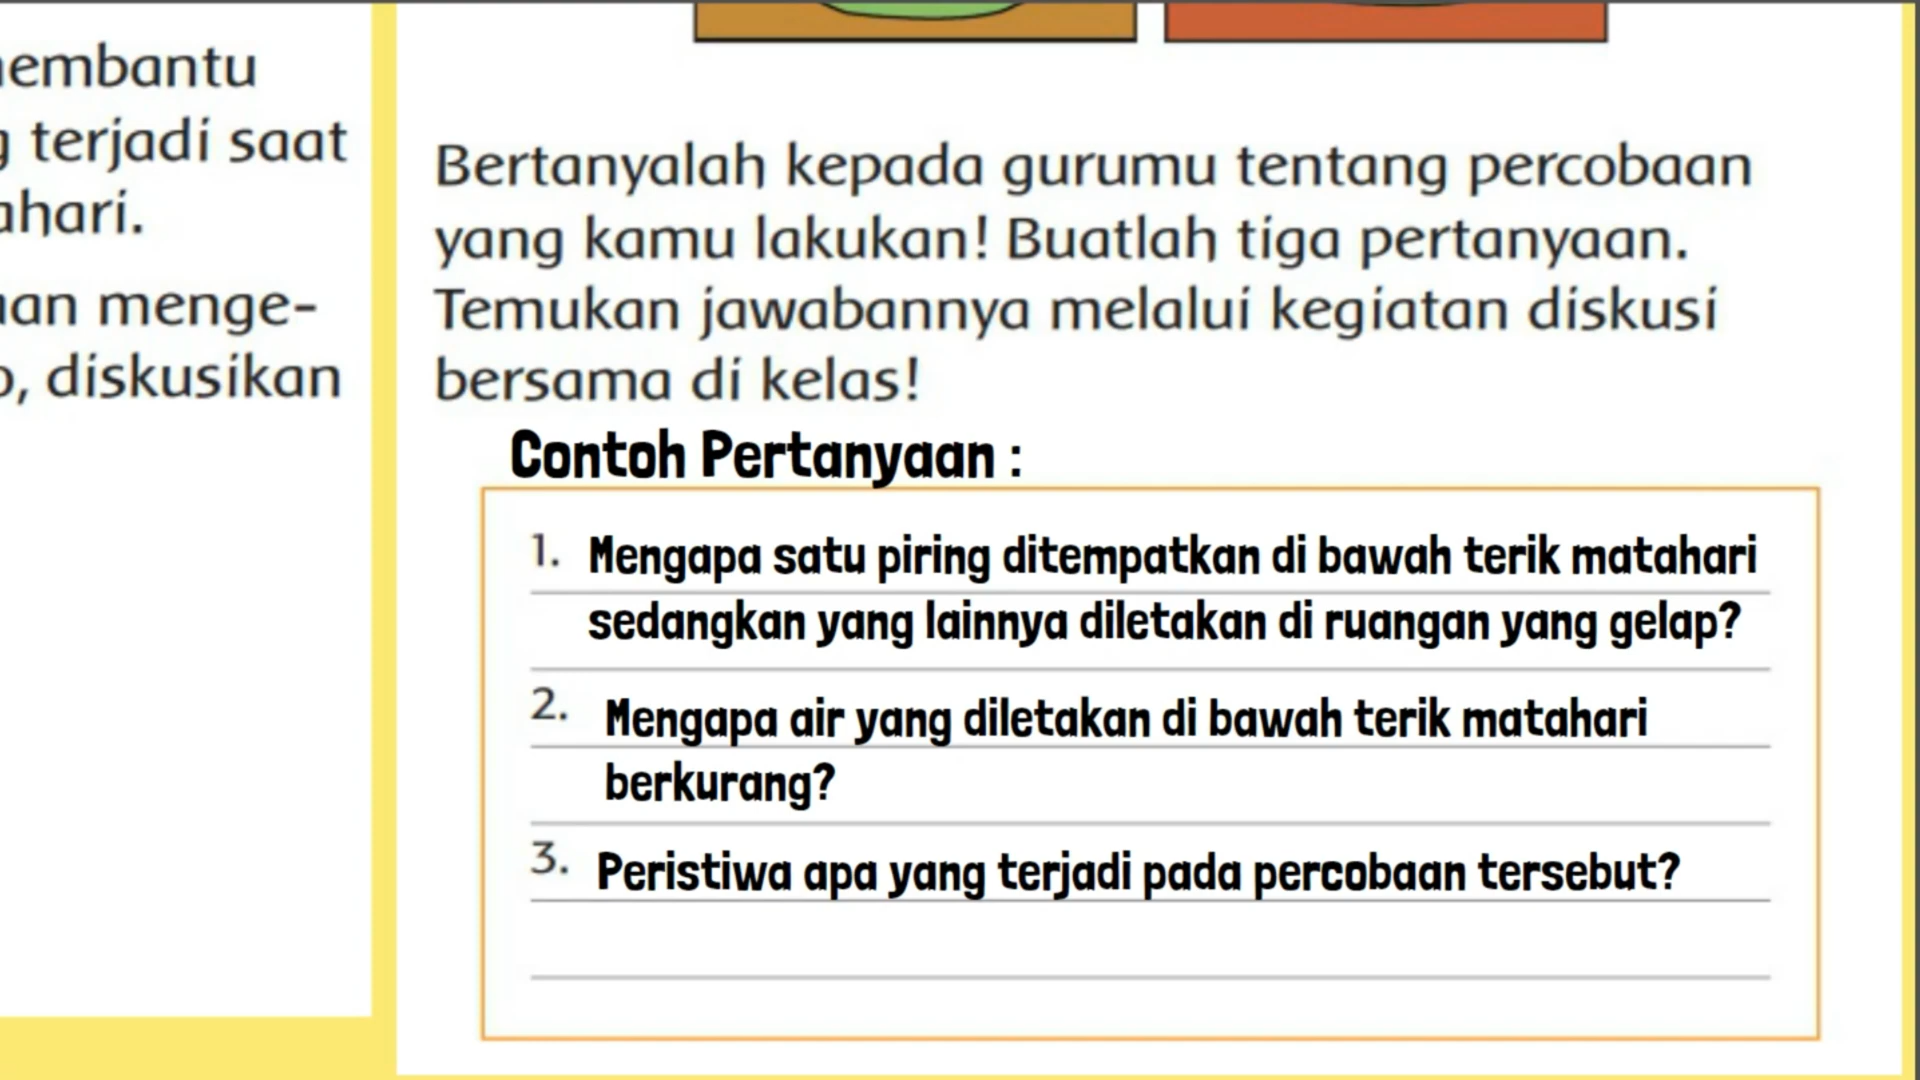 terjadi saat
menge-
diskusikan
Bertanyalah kepada gurumu tentang percobaan
yang kamu lakukan! Buatlah tiga pertanyaan.
Temukan jawabannya melalui kegiatan diskusi
bersama di kelas!
Contoh Pertanyaan :
1. Mengapa satu piring ditempatkan di bawah terik matahari
sedangkan yang lainnya diletakan di ruangan yang gelap?
2. Mengapa air yang diletakan di bawah terik matahari
berkurang?
3. Peristiwa apa yang terjadi pada percobaan tersebut?